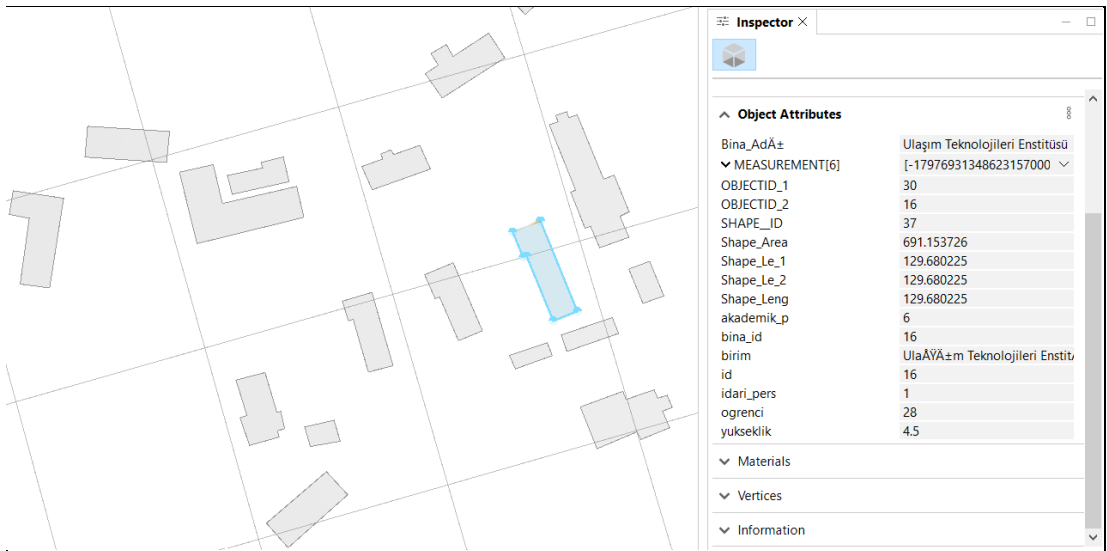 Inspector
Object Attributes
Bina_AdÄ± Ulaşım Teknolojileri Enstitüsü
MEASUREMENT[6] [-17976931348623157000
OBJECTID_1 30
OBJECTID_2 16
SHAPE__ID 37
Shape_Area 691.153726
Shape_Le_1 129.680225
Shape_Le_2 129.680225
Shape_Leng 129.680225
akademik_p 6
bina_id 16
birim UlaÅŸÄ±m Teknolojileri EnstitÃ
id 16
idari_pers 1
ogrenci 28
yukseklik 4.5
Materials
Vertices
Information